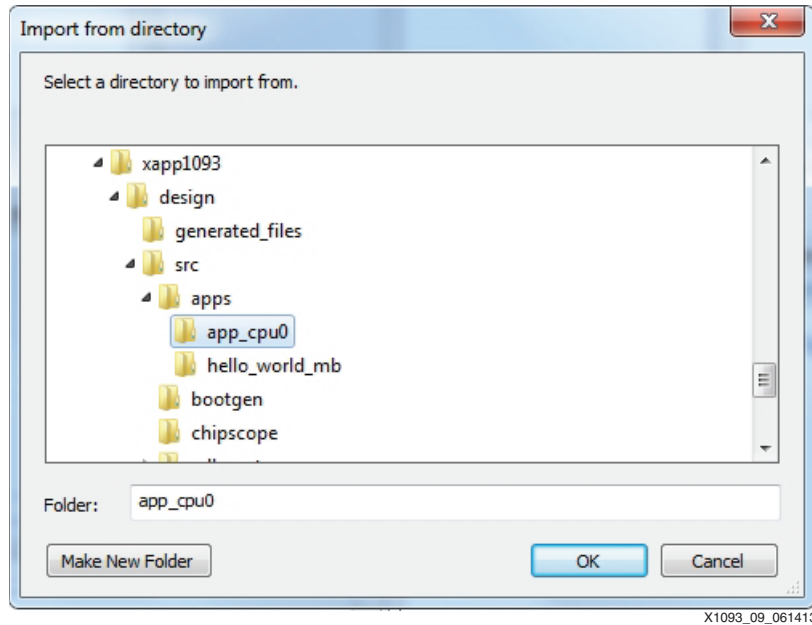 Import from directory
Select a directory to import from.
xapp1093
design
generated_files
src
apps
app_cpu0
hello_world_mb
bootgen
chipscope
Folder: app_cpu0
Make New Folder OK Cancel
X1093_09_061413